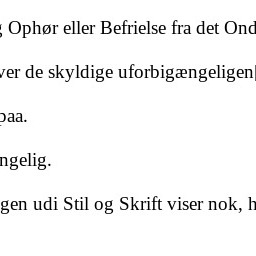 Ophør eller Befrielse fra det Ond
ver de skyldige uforbigængeligen
paa.
ngelig.
gen udi Stil og Skrift viser nok, h